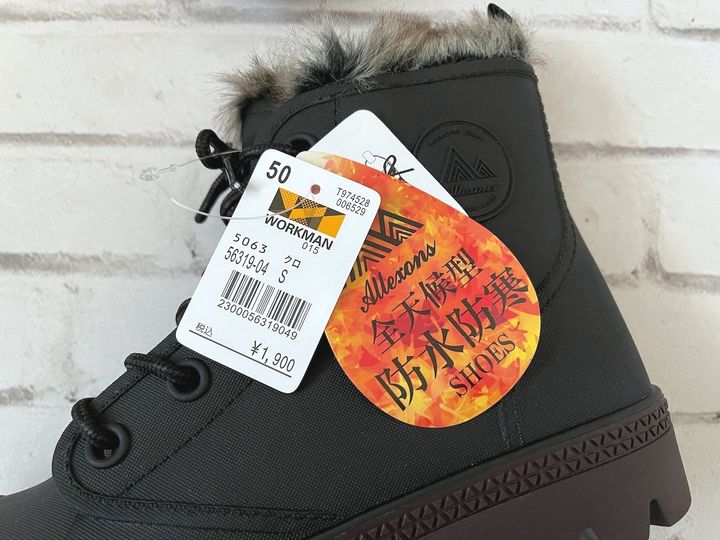 50
T974528
006529
WORKMAN
015
5063 クロ
56319-04 S
2300056319049
税込
¥1,900
Allexons
全天候型
防水防寒
SHOES
Allexons